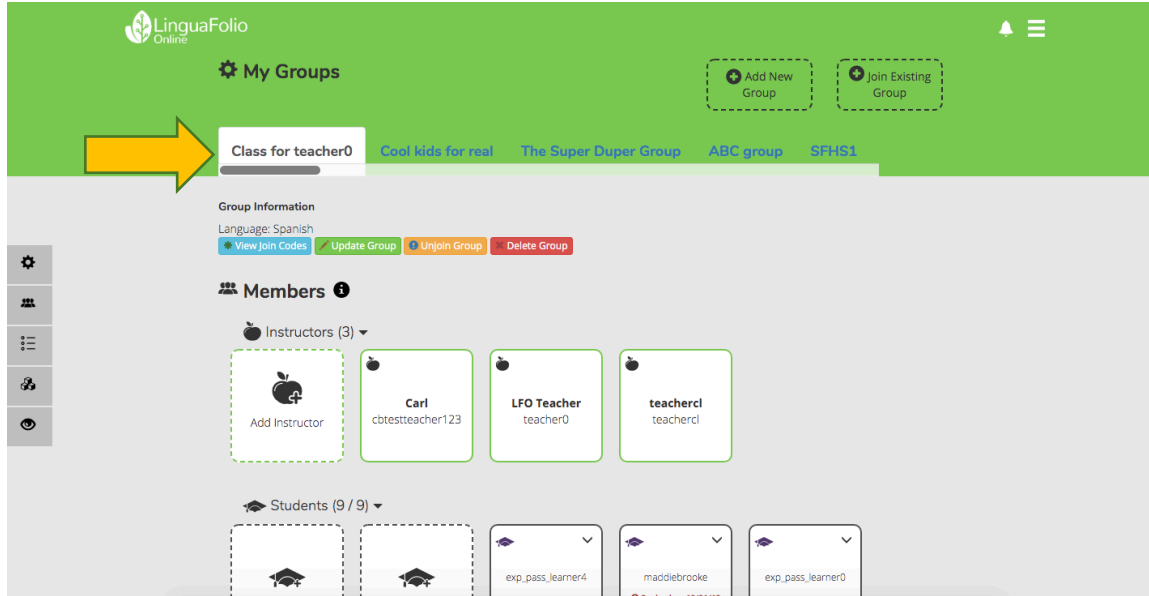 LinguaFolio
Online
My Groups
Add New
Group
Join Existing
Group
Class for teacher0
Cool kids for real
The Super Duper Group
ABC group
SFHS1
Group Information
Language: Spanish
View Join Codes
Update Group
Unjoin Group
Delete Group
Members
Instructors (3)
Add Instructor
Carl
cbtestteacher123
LFO Teacher
teacher0
teachercl
teachercl
Students (9 / 9)
exp_pass_learner4
maddiebrooke
exp_pass_learner0